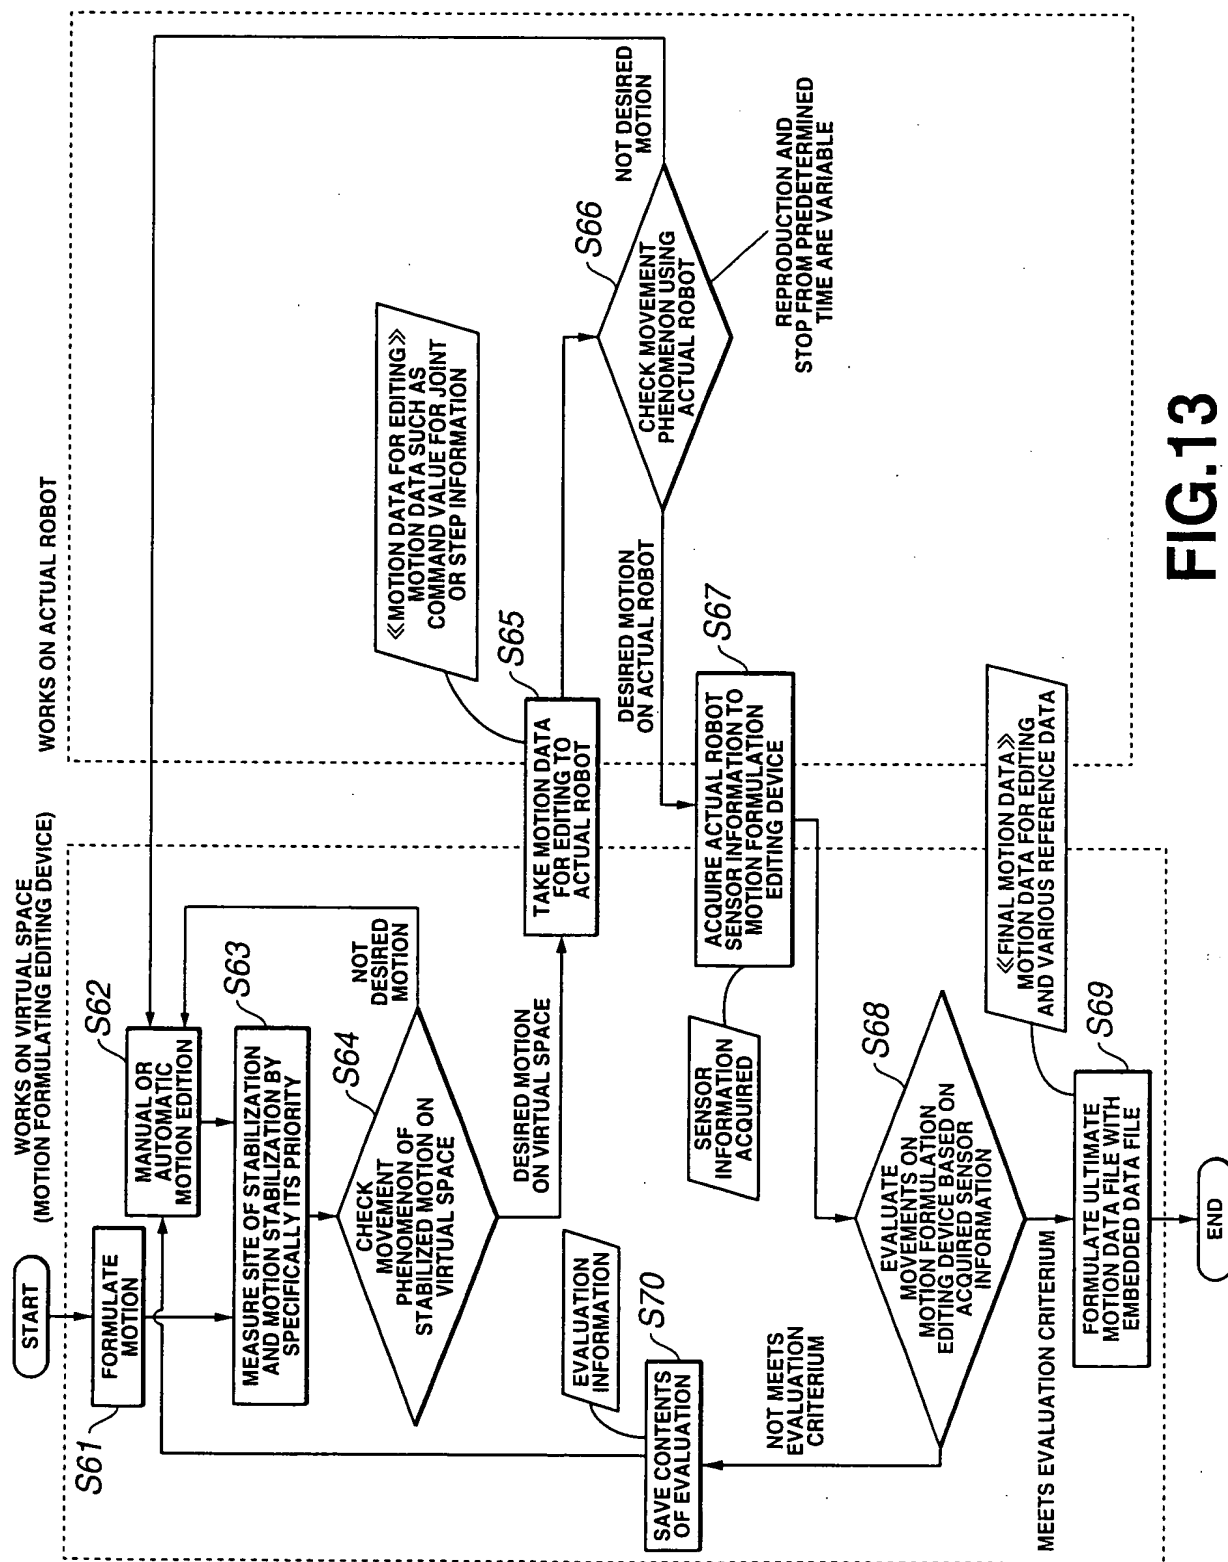 WORKS ON VIRTUAL SPACE
(MOTION FORMULATING EDITING DEVICE)
WORKS ON ACTUAL ROBOT
START
S61
FORMULATE
MOTION
S62
MANUAL OR
AUTOMATIC
MOTION EDITION
S63
MEASURE SITE OF STABILIZATION
AND MOTION STABILIZATION BY
SPECIFICALLY ITS PRIORITY
S64
CHECK
MOVEMENT
PHENOMENON OF
STABILIZED MOTION ON
VIRTUAL SPACE
NOT
DESIRED
MOTION
DESIRED MOTION
ON VIRTUAL SPACE
S65
TAKE MOTION DATA
FOR EDITING TO
ACTUAL ROBOT
≪MOTION DATA FOR EDITING≫
MOTION DATA SUCH AS
COMMAND VALUE FOR JOINT
OR STEP INFORMATION
S66
CHECK MOVEMENT
PHENOMENON USING
ACTUAL ROBOT
NOT DESIRED
MOTION
REPRODUCTION AND
STOP FROM PREDETERMINED
TIME ARE VARIABLE
DESIRED MOTION
ON ACTUAL ROBOT
S67
ACQUIRE ACTUAL ROBOT
SENSOR INFORMATION TO
MOTION FORMULATION
EDITING DEVICE
SENSOR
INFORMATION
ACQUIRED
S68
EVALUATE
MOVEMENTS ON
MOTION FORMULATION
EDITING DEVICE BASED ON
ACQUIRED SENSOR
INFORMATION
NOT MEETS
EVALUATION
CRITERIUM
S70
SAVE CONTENTS
OF EVALUATION
EVALUATION
INFORMATION
MEETS EVALUATION CRITERIUM
S69
FORMULATE ULTIMATE
MOTION DATA FILE WITH
EMBEDDED DATA FILE
≪FINAL MOTION DATA≫
MOTION DATA FOR EDITING
AND VARIOUS REFERENCE DATA
END
FIG.13